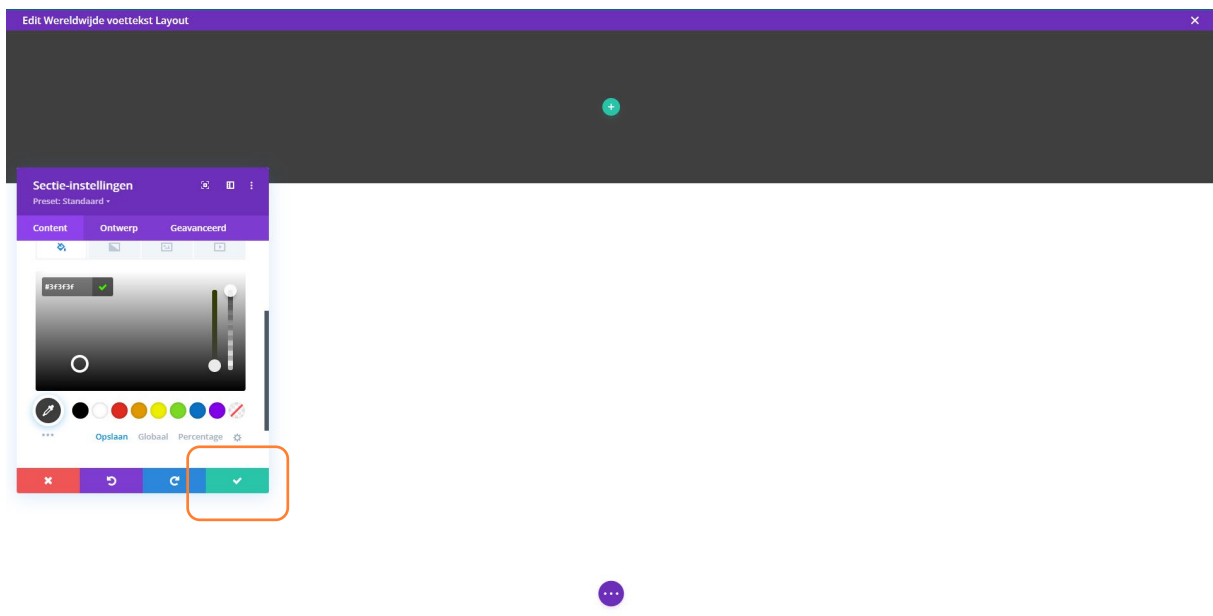 Edit Wereldwijde voettekst Layout
Sectie-instellingen
Preset: Standaard
Content Ontwerp Geavanceerd
#3f3f3f
Opslaan Globaal Percentage